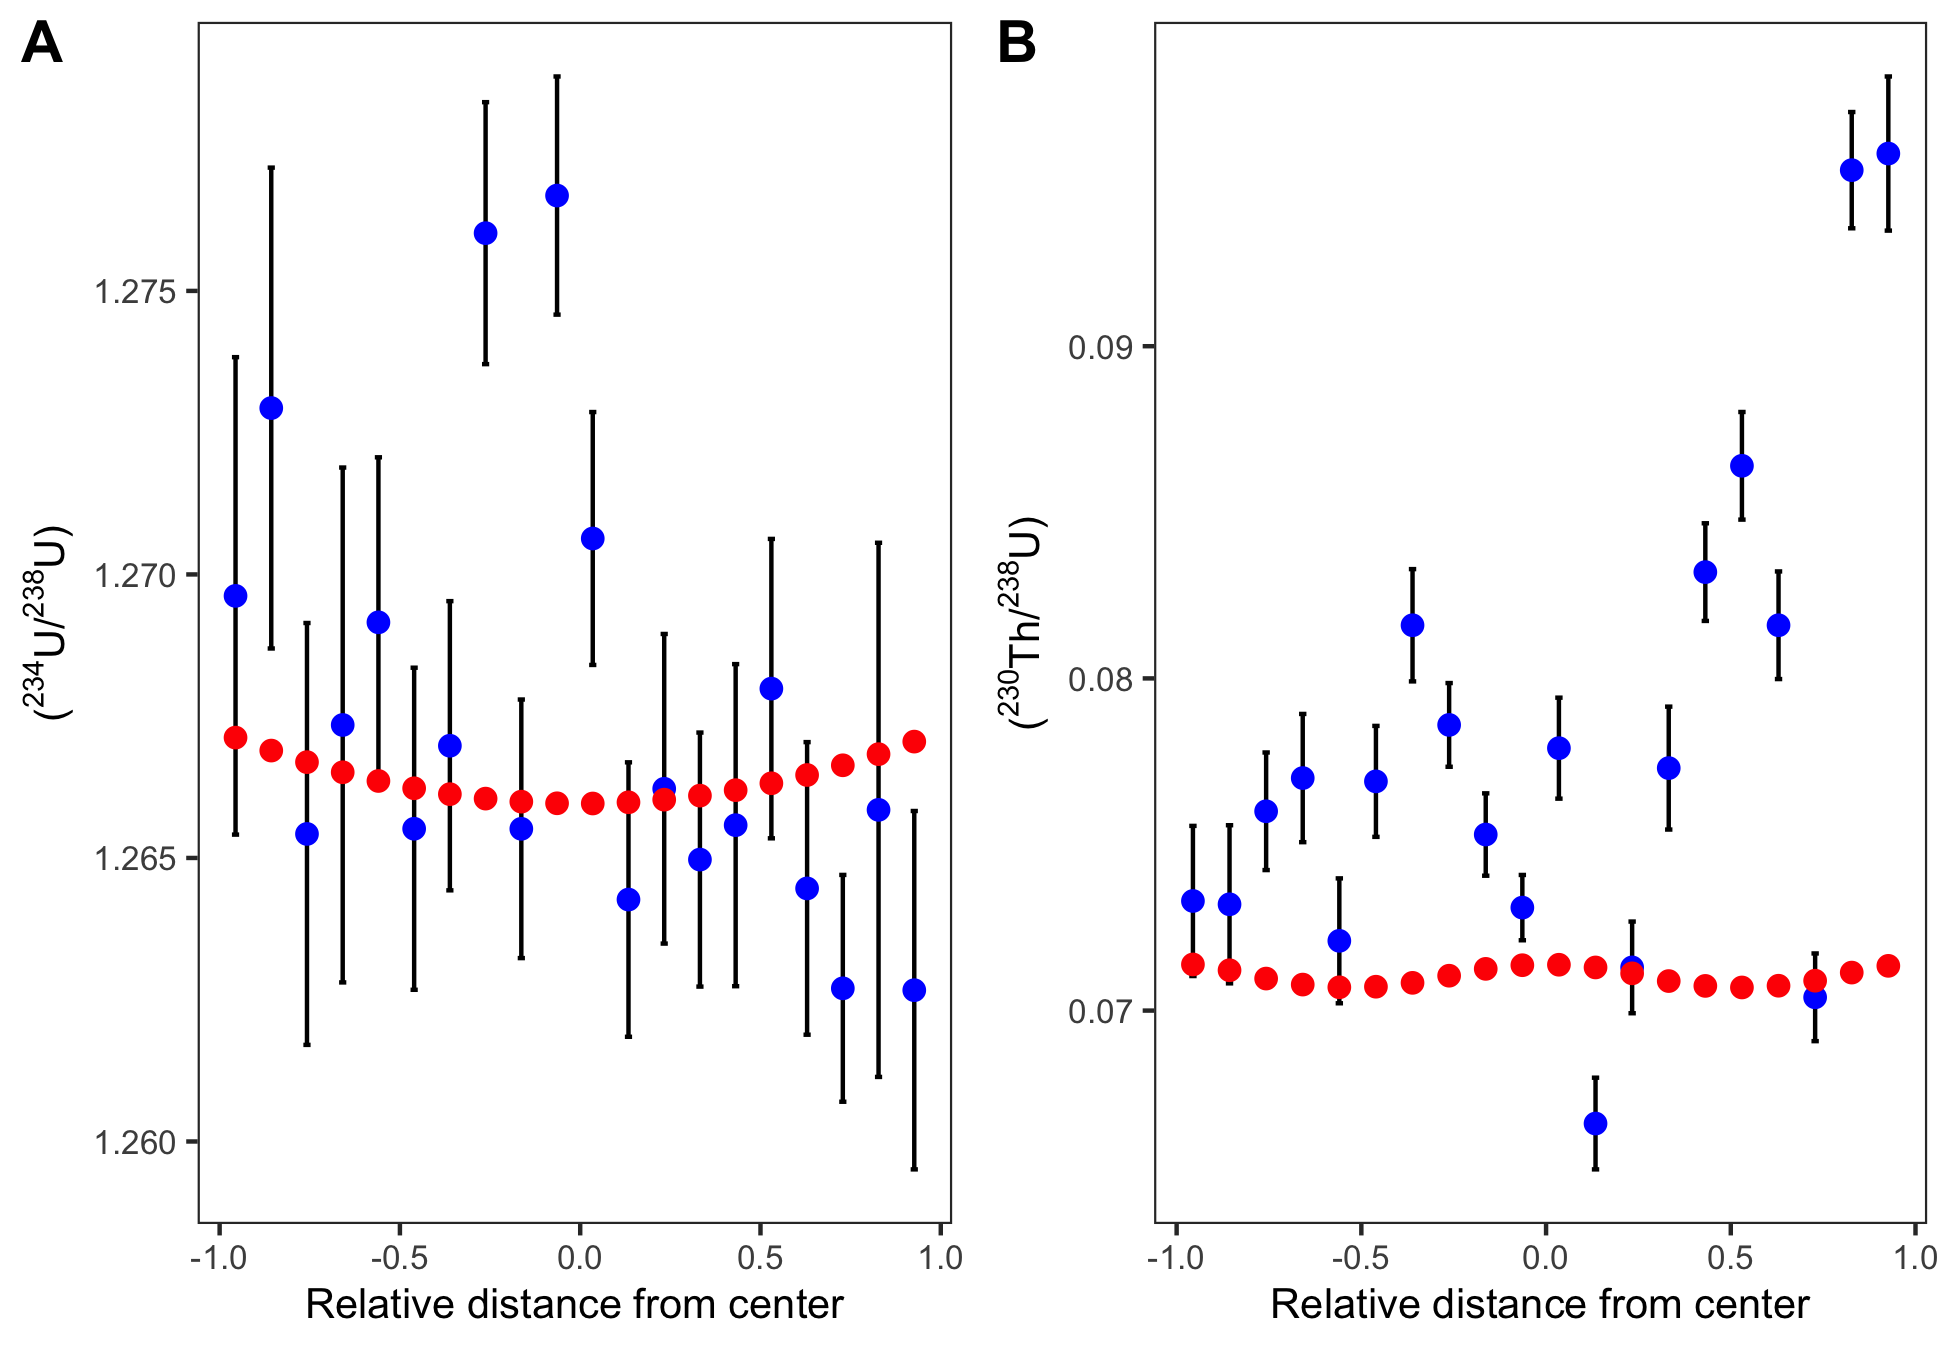 A
(²³⁴U/²³⁸U)
1.275
1.270
1.265
1.260
-1.0 -0.5 0.0 0.5 1.0
Relative distance from center
B
(²³⁰Th/²³⁸U)
0.09
0.08
0.07
-1.0 -0.5 0.0 0.5 1.0
Relative distance from center